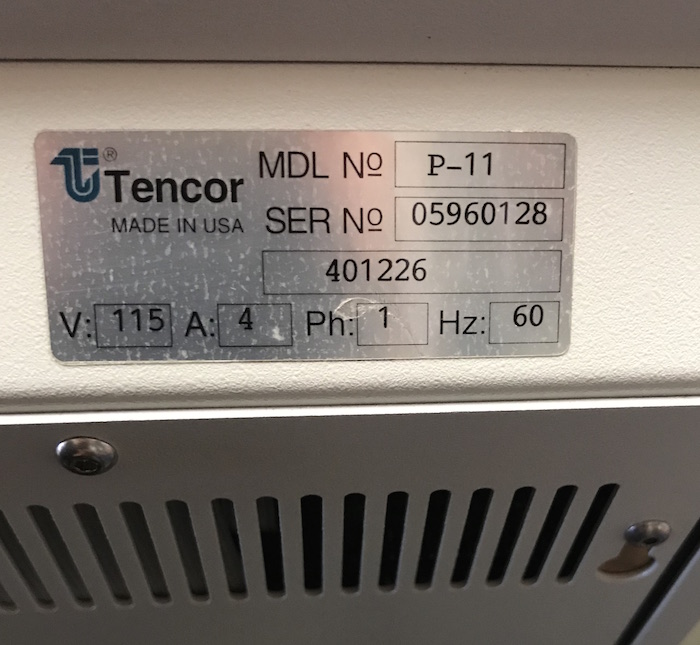 Tencor®
MADE IN USA
MDL Nº P-11
SER Nº 05960128
401226
V: 115 A: 4 Ph: 1 Hz: 60